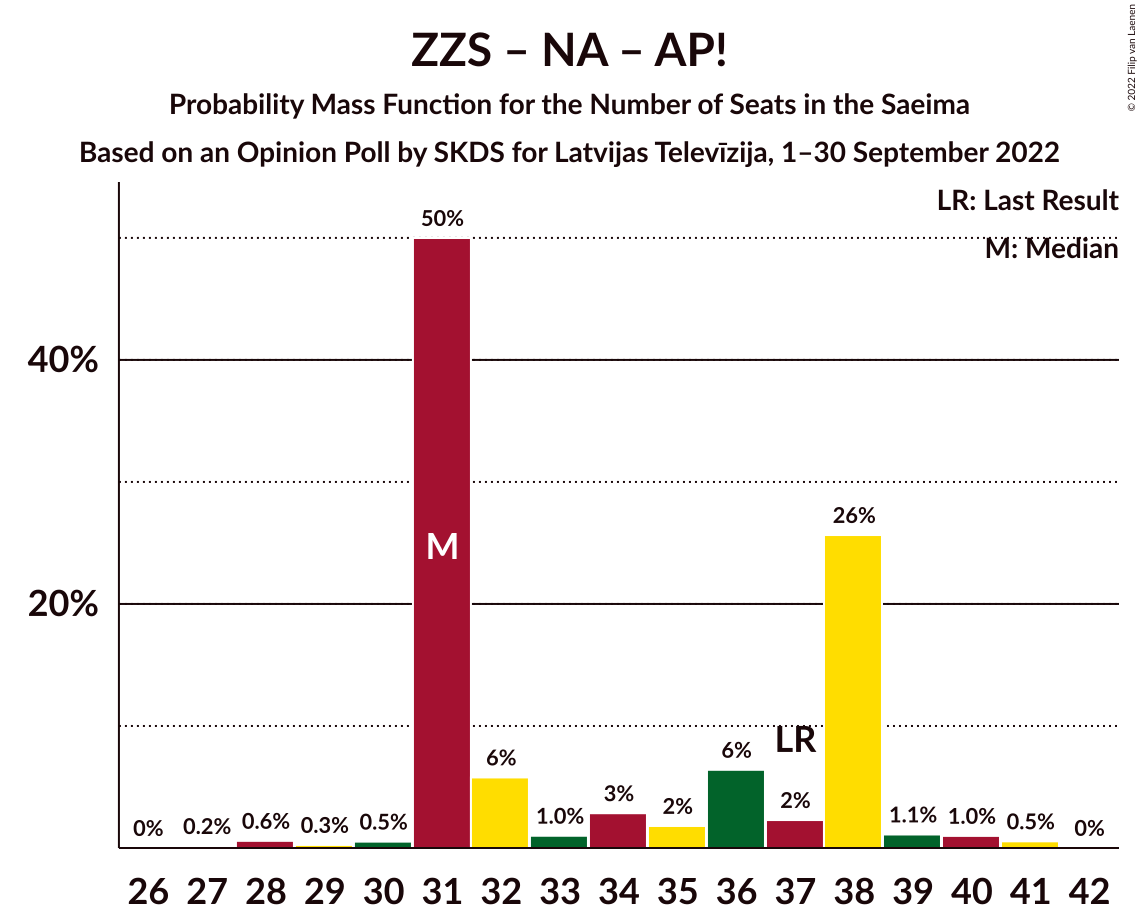 ZZS – NA – AP!
Probability Mass Function for the Number of Seats in the Saeima
Based on an Opinion Poll by SKDS for Latvijas Televīzija, 1–30 September 2022
© 2022 Filip van Laenen
LR: Last Result
M: Median
50%
40%
M
26%
20%
LR
6%
6%
3%
2%
2%
1.0%
1.1%
1.0%
0%
0.2%
0.6%
0.3%
0.5%
0.5%
0%
26 27 28 29 30 31 32 33 34 35 36 37 38 39 40 41 42